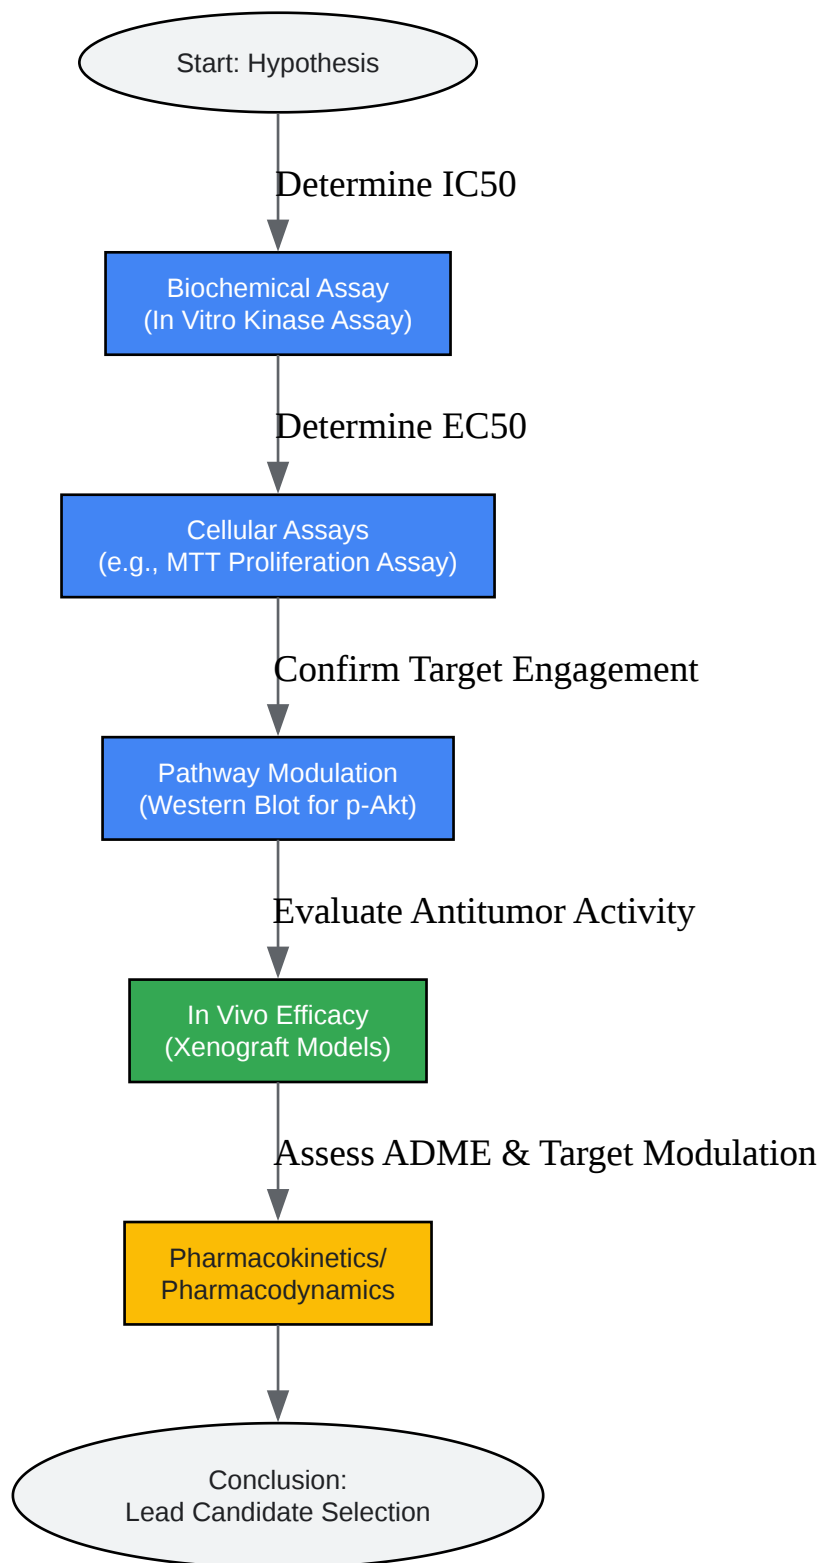 Start: Hypothesis
Determine IC50
Biochemical Assay
(In Vitro Kinase Assay)
Determine EC50
Cellular Assays
(e.g., MTT Proliferation Assay)
Confirm Target Engagement
Pathway Modulation
(Western Blot for p-Akt)
Evaluate Antitumor Activity
In Vivo Efficacy
(Xenograft Models)
Assess ADME & Target Modulation
Pharmacokinetics/
Pharmacodynamics
Conclusion:
Lead Candidate Selection